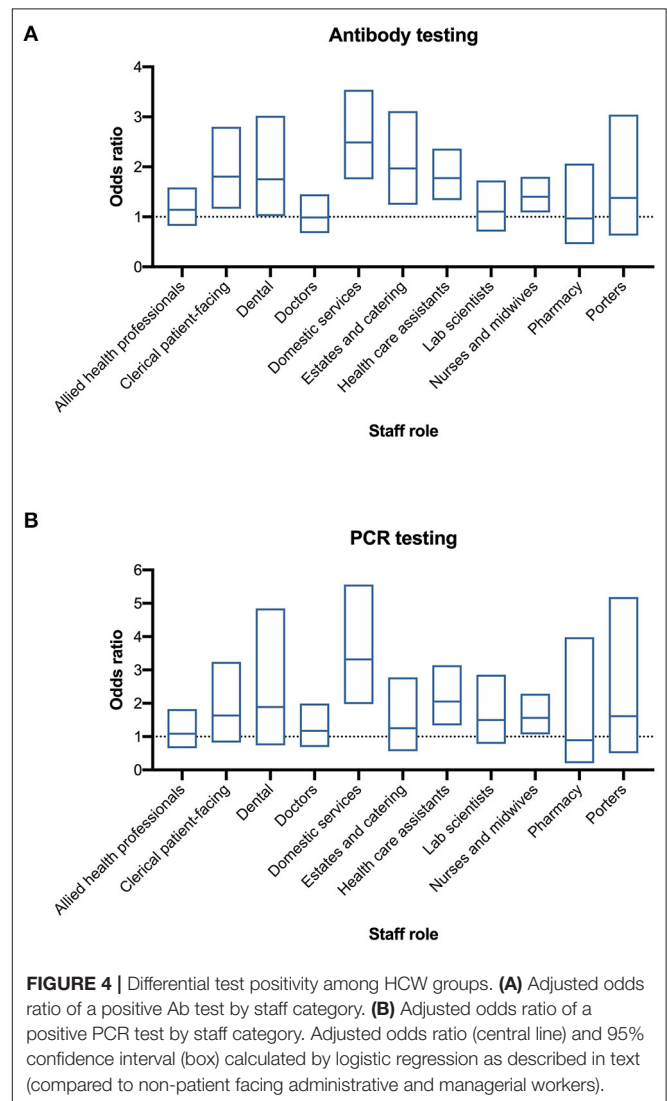 A
Antibody testing
4
3
2
1
0
Odds ratio
Allied health professionals
Clerical patient-facing
Dental
Doctors
Domestic services
Estates and catering
Health care assistants
Lab scientists
Nurses and midwives
Pharmacy
Porters
Staff role
B
PCR testing
6
5
4
3
2
1
0
Odds ratio
Allied health professionals
Clerical patient-facing
Dental
Doctors
Domestic services
Estates and catering
Health care assistants
Lab scientists
Nurses and midwives
Pharmacy
Porters
Staff role
FIGURE 4 | Differential test positivity among HCW groups. (A) Adjusted odds
ratio of a positive Ab test by staff category. (B) Adjusted odds ratio of a
positive PCR test by staff category. Adjusted odds ratio (central line) and 95%
confidence interval (box) calculated by logistic regression as described in text
(compared to non-patient facing administrative and managerial workers).